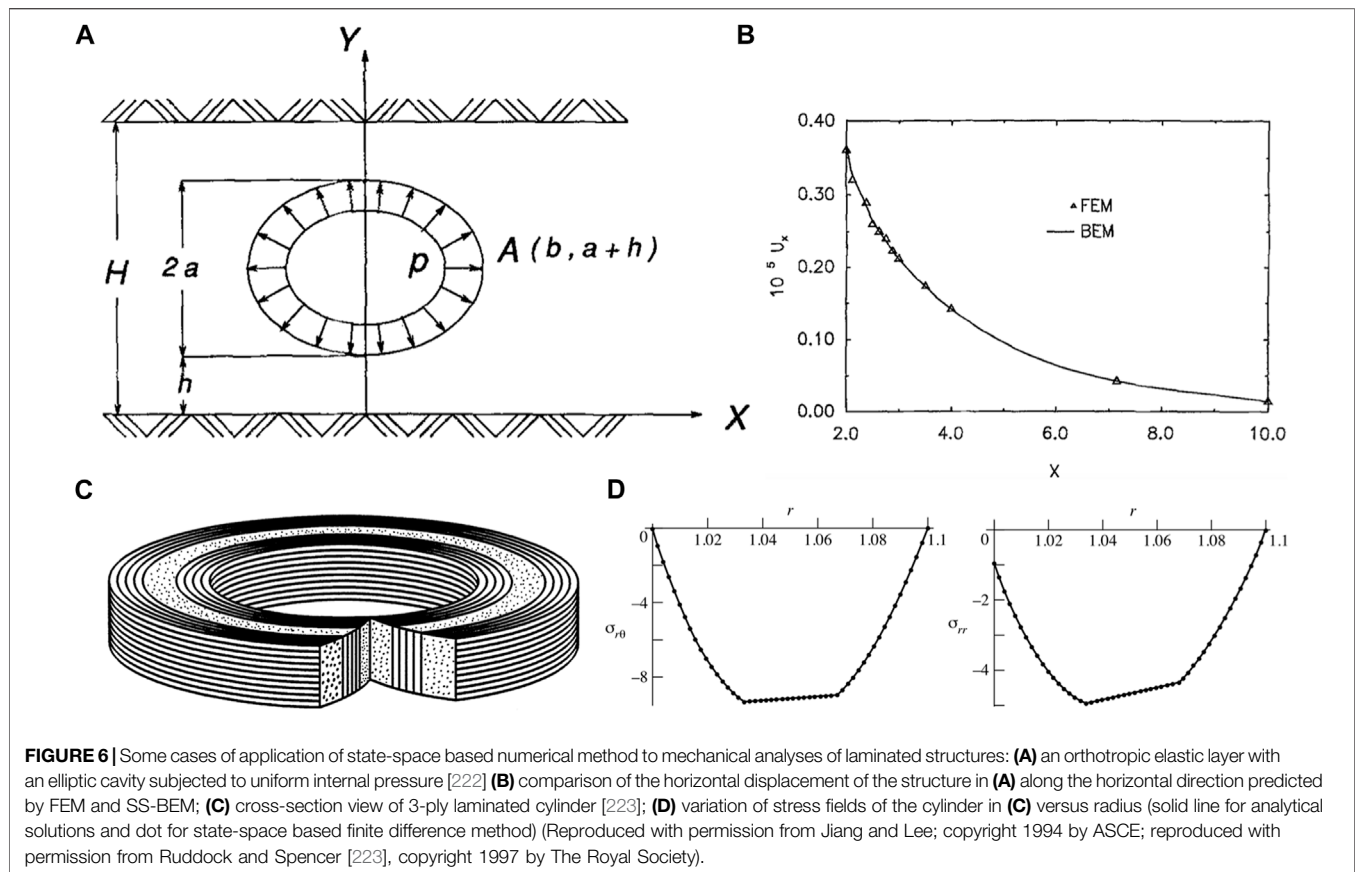 A
Y
H
2a
h
p
A (b, a+h)
X
B
0.40
0.30
0.20
0.10
0.00
10⁵ Uₓ
FEM
BEM
2.0 4.0 6.0 8.0 10.0
X
C
D
r
0 1.02 1.04 1.06 1.08 1.1
−4
σrθ
−8
r
0 1.02 1.04 1.06 1.08 1.1
−2
σrr
−4
FIGURE 6 | Some cases of application of state-space based numerical method to mechanical analyses of laminated structures: (A) an orthotropic elastic layer with
an elliptic cavity subjected to uniform internal pressure [222] (B) comparison of the horizontal displacement of the structure in (A) along the horizontal direction predicted
by FEM and SS-BEM; (C) cross-section view of 3-ply laminated cylinder [223]; (D) variation of stress fields of the cylinder in (C) versus radius (solid line for analytical
solutions and dot for state-space based finite difference method) (Reproduced with permission from Jiang and Lee; copyright 1994 by ASCE; reproduced with
permission from Ruddock and Spencer [223], copyright 1997 by The Royal Society).